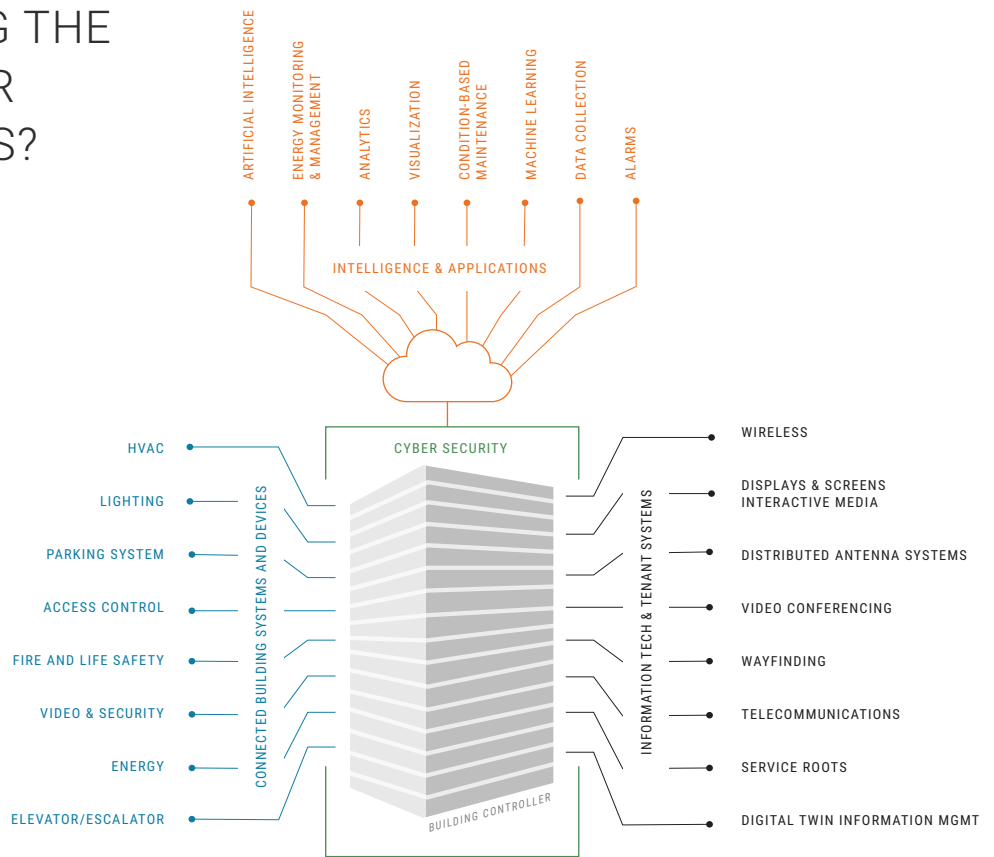 G THE
R
S?
ARTIFICIAL INTELLIGENCE
ENERGY MONITORING
& MANAGEMENT
ANALYTICS
VISUALIZATION
CONDITION-BASED
MAINTENANCE
MACHINE LEARNING
DATA COLLECTION
ALARMS
INTELLIGENCE & APPLICATIONS
CYBER SECURITY
HVAC
LIGHTING
PARKING SYSTEM
ACCESS CONTROL
FIRE AND LIFE SAFETY
VIDEO & SECURITY
ENERGY
ELEVATOR/ESCALATOR
CONNECTED BUILDING SYSTEMS AND DEVICES
BUILDING CONTROLLER
INFORMATION TECH & TENANT SYSTEMS
WIRELESS
DISPLAYS & SCREENS
INTERACTIVE MEDIA
DISTRIBUTED ANTENNA SYSTEMS
VIDEO CONFERENCING
WAYFINDING
TELECOMMUNICATIONS
SERVICE ROOTS
DIGITAL TWIN INFORMATION MGMT